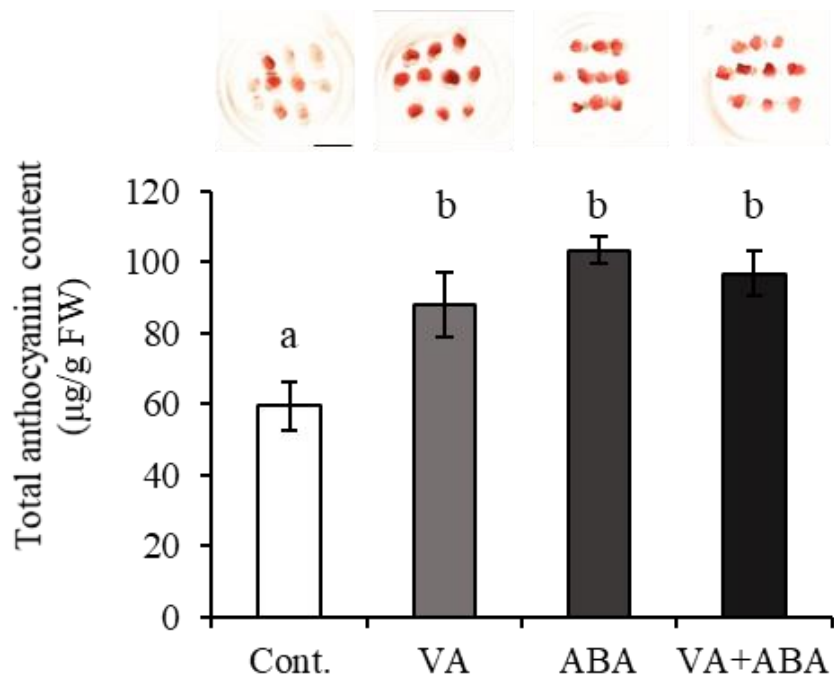 Total anthocyanin content
(µg/g FW)
120
100
80
60
40
20
0
a
b
b
b
Cont.
VA
ABA
VA+ABA